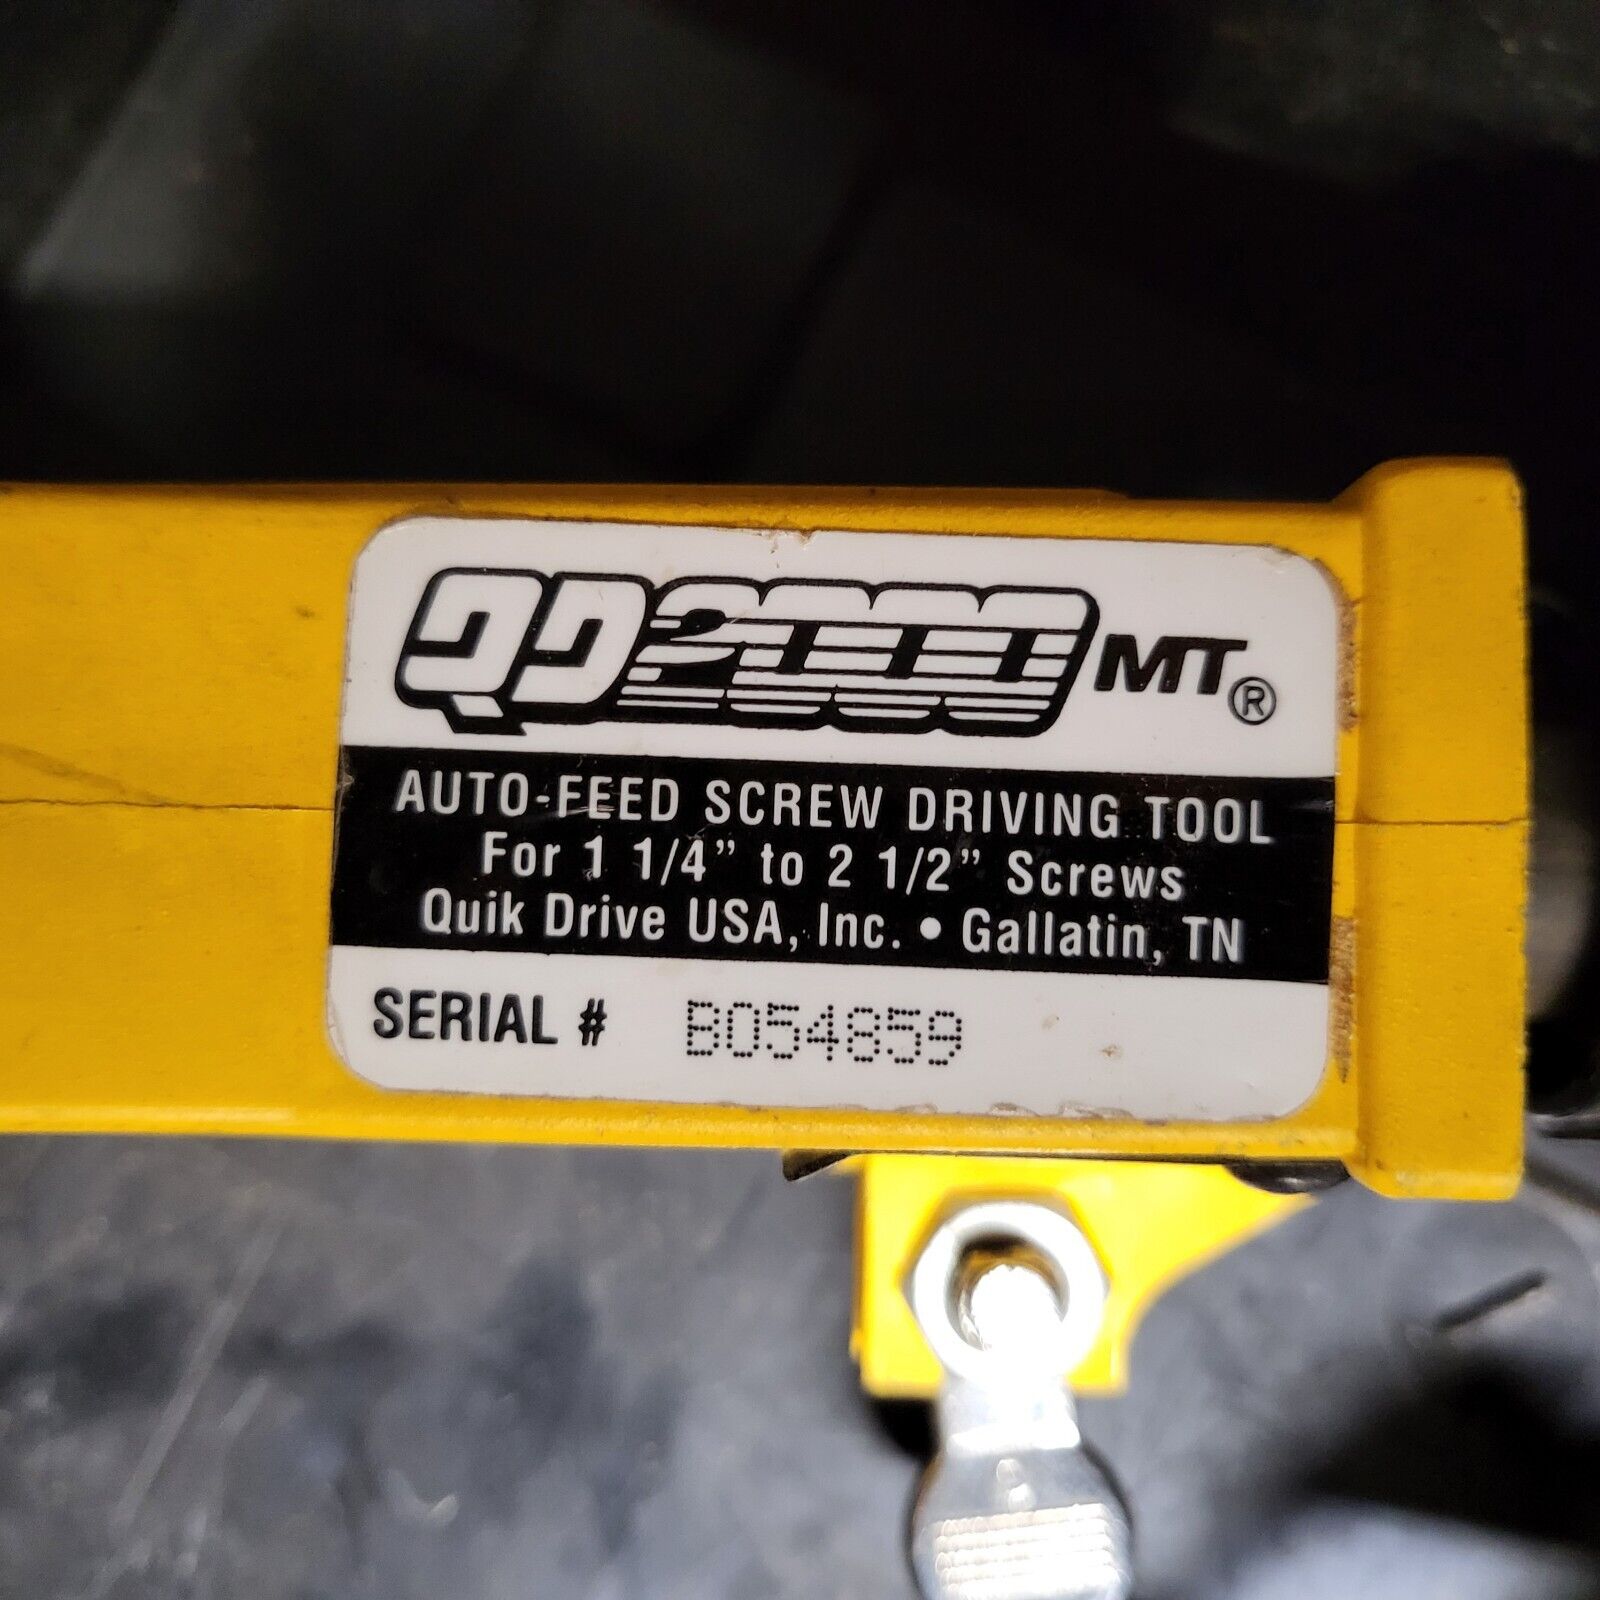 QD2000 MT®
AUTO-FEED SCREW DRIVING TOOL
For 1 1/4” to 2 1/2” Screws
Quik Drive USA, Inc. • Gallatin, TN
SERIAL # B054859